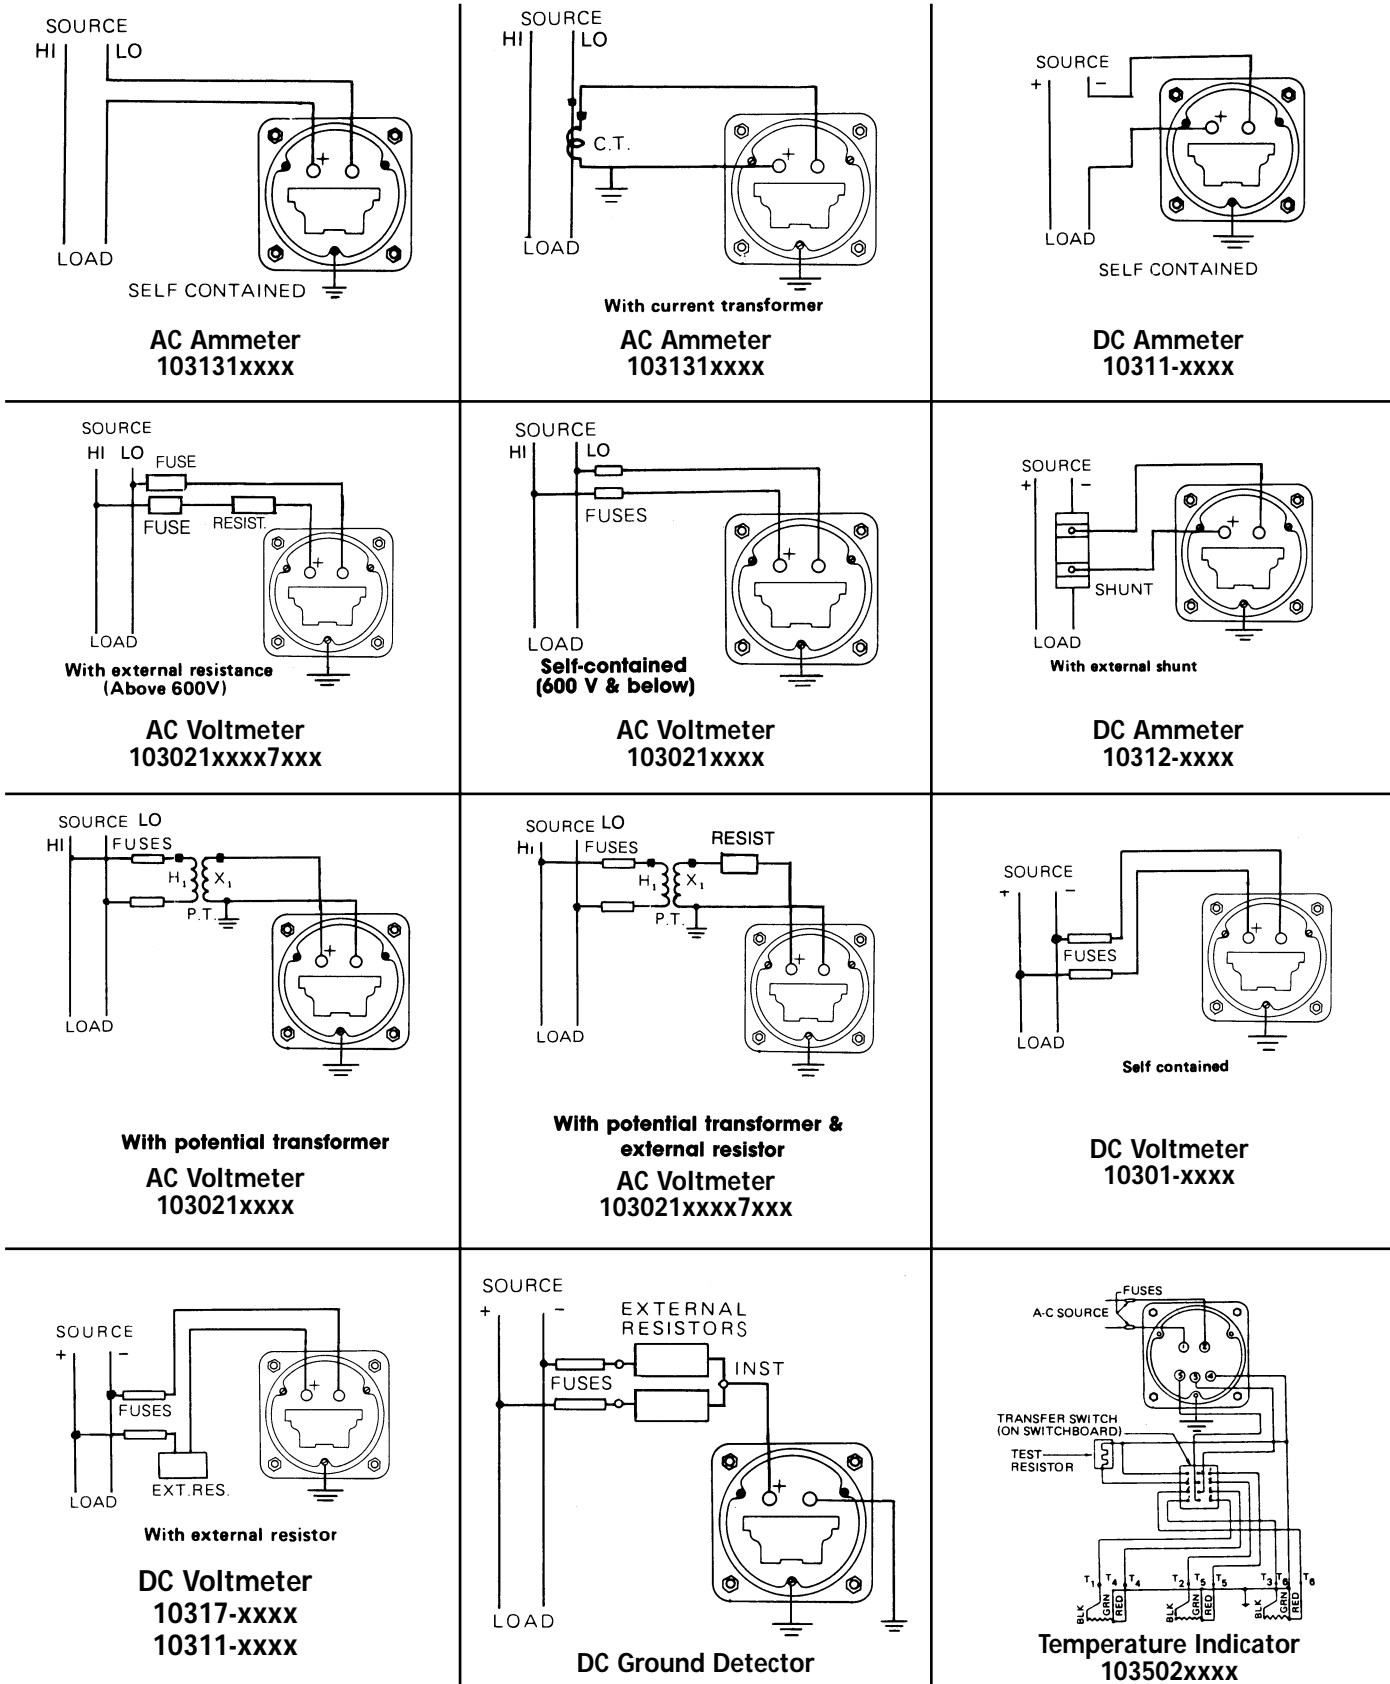 SOURCE
HI LO
+
LOAD
SELF CONTAINED
AC Ammeter
103131xxxx
SOURCE
HI LO
C.T.
+
LOAD
With current transformer
AC Ammeter
103131xxxx
SOURCE
+ −
+
LOAD
SELF CONTAINED
DC Ammeter
10311-xxxx
SOURCE
HI LO
FUSE
FUSE RESIST.
+
LOAD
With external resistance
(Above 600V)
AC Voltmeter
103021xxxx7xxx
SOURCE
HI LO
FUSES
+
LOAD
Self-contained
(600 V & below)
AC Voltmeter
103021xxxx
SOURCE
+ −
+
SHUNT
LOAD
With external shunt
DC Ammeter
10312-xxxx
SOURCE LO
HI FUSES
H1 X1
P.T.
+
LOAD
With potential transformer
AC Voltmeter
103021xxxx
SOURCE LO
HI FUSES RESIST
H1 X1
P.T.
+
LOAD
With potential transformer &
external resistor
AC Voltmeter
103021xxxx7xxx
SOURCE
+ −
+
FUSES
LOAD
Self contained
DC Voltmeter
10301-xxxx
SOURCE
+ −
+
FUSES
EXT.RES.
LOAD
With external resistor
DC Voltmeter
10317-xxxx
10311-xxxx
SOURCE
+ −
EXTERNAL
RESISTORS
INST
FUSES
+
LOAD
DC Ground Detector
FUSES
A-C SOURCE
1 2
5 3 4
TRANSFER SWITCH
(ON SWITCHBOARD)
TEST
RESISTOR
T1 T4 T4 T2 T5 T5 T3 T6 T6
BLK GRN RED BLK GRN RED BLK GRN RED
Temperature Indicator
103502xxxx